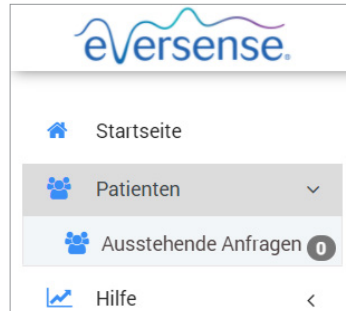 eversense.
Startseite
Patienten
Ausstehende Anfragen 0
Hilfe